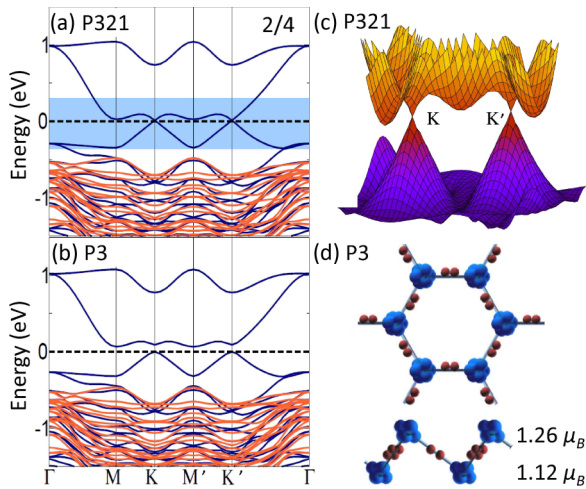 (a) P321
2/4
1
0
-1
Energy (eV)
(b) P3
1
0
-1
Energy (eV)
Γ M K M' K' Γ
(c) P321
K K'
(d) P3
1.26 μB
1.12 μB